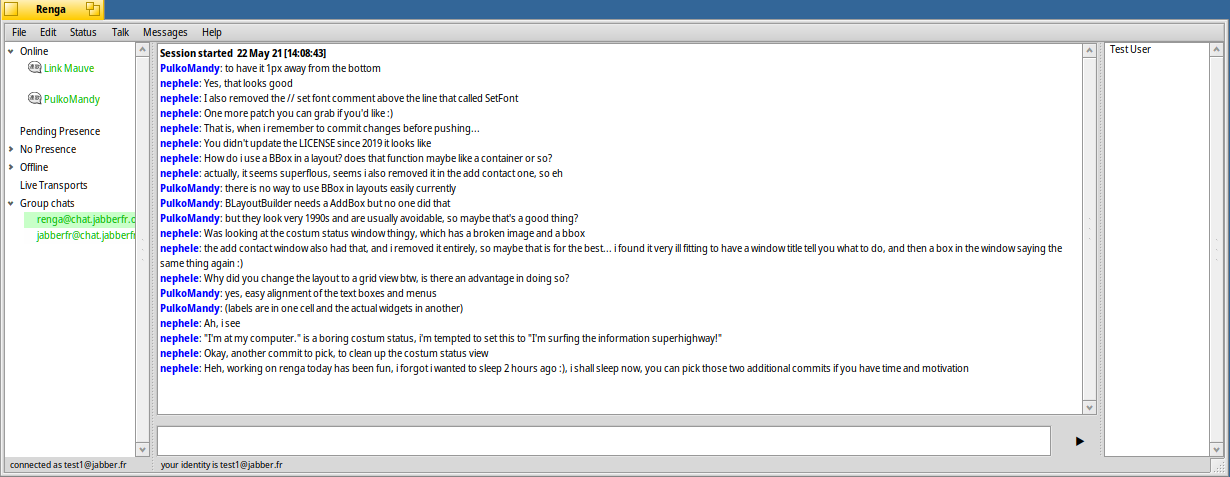 Renga
File Edit Status Talk Messages Help
Online
Link Mauve
PulkoMandy
Pending Presence
No Presence
Offline
Live Transports
Group chats
renga@chat.jabberfr.o
jabberfr@chat.jabberfr
Session started 22 May 21 [14:08:43]
PulkoMandy: to have it 1px away from the bottom
nephele: Yes, that looks good
nephele: I also removed the // set font comment above the line that called SetFont
nephele: One more patch you can grab if you'd like :)
nephele: That is, when i remember to commit changes before pushing...
nephele: You didn't update the LICENSE since 2019 it looks like
nephele: How do i use a BBox in a layout? does that function maybe like a container or so?
nephele: actually, it seems superflous, seems i also removed it in the add contact one, so eh
PulkoMandy: there is no way to use BBox in layouts easily currently
PulkoMandy: BLayoutBuilder needs a AddBox but no one did that
PulkoMandy: but they look very 1990s and are usually avoidable, so maybe that's a good thing?
nephele: Was looking at the costum status window thingy, which has a broken image and a bbox
nephele: the add contact window also had that, and i removed it entirely, so maybe that is for the best... i found it very ill fitting to have a window title tell you what to do, and then a box in the window saying the
same thing again :)
nephele: Why did you change the layout to a grid view btw, is there an advantage in doing so?
PulkoMandy: yes, easy alignment of the text boxes and menus
PulkoMandy: (labels are in one cell and the actual widgets in another)
nephele: Ah, i see
nephele: "I'm at my computer." is a boring costum status, i'm tempted to set this to "I'm surfing the information superhighway!"
nephele: Okay, another commit to pick, to clean up the costum status view
nephele: Heh, working on renga today has been fun, i forgot i wanted to sleep 2 hours ago :), i shall sleep now, you can pick those two additional commits if you have time and motivation
Test User
connected as test1@jabber.fr
your identity is test1@jabber.fr